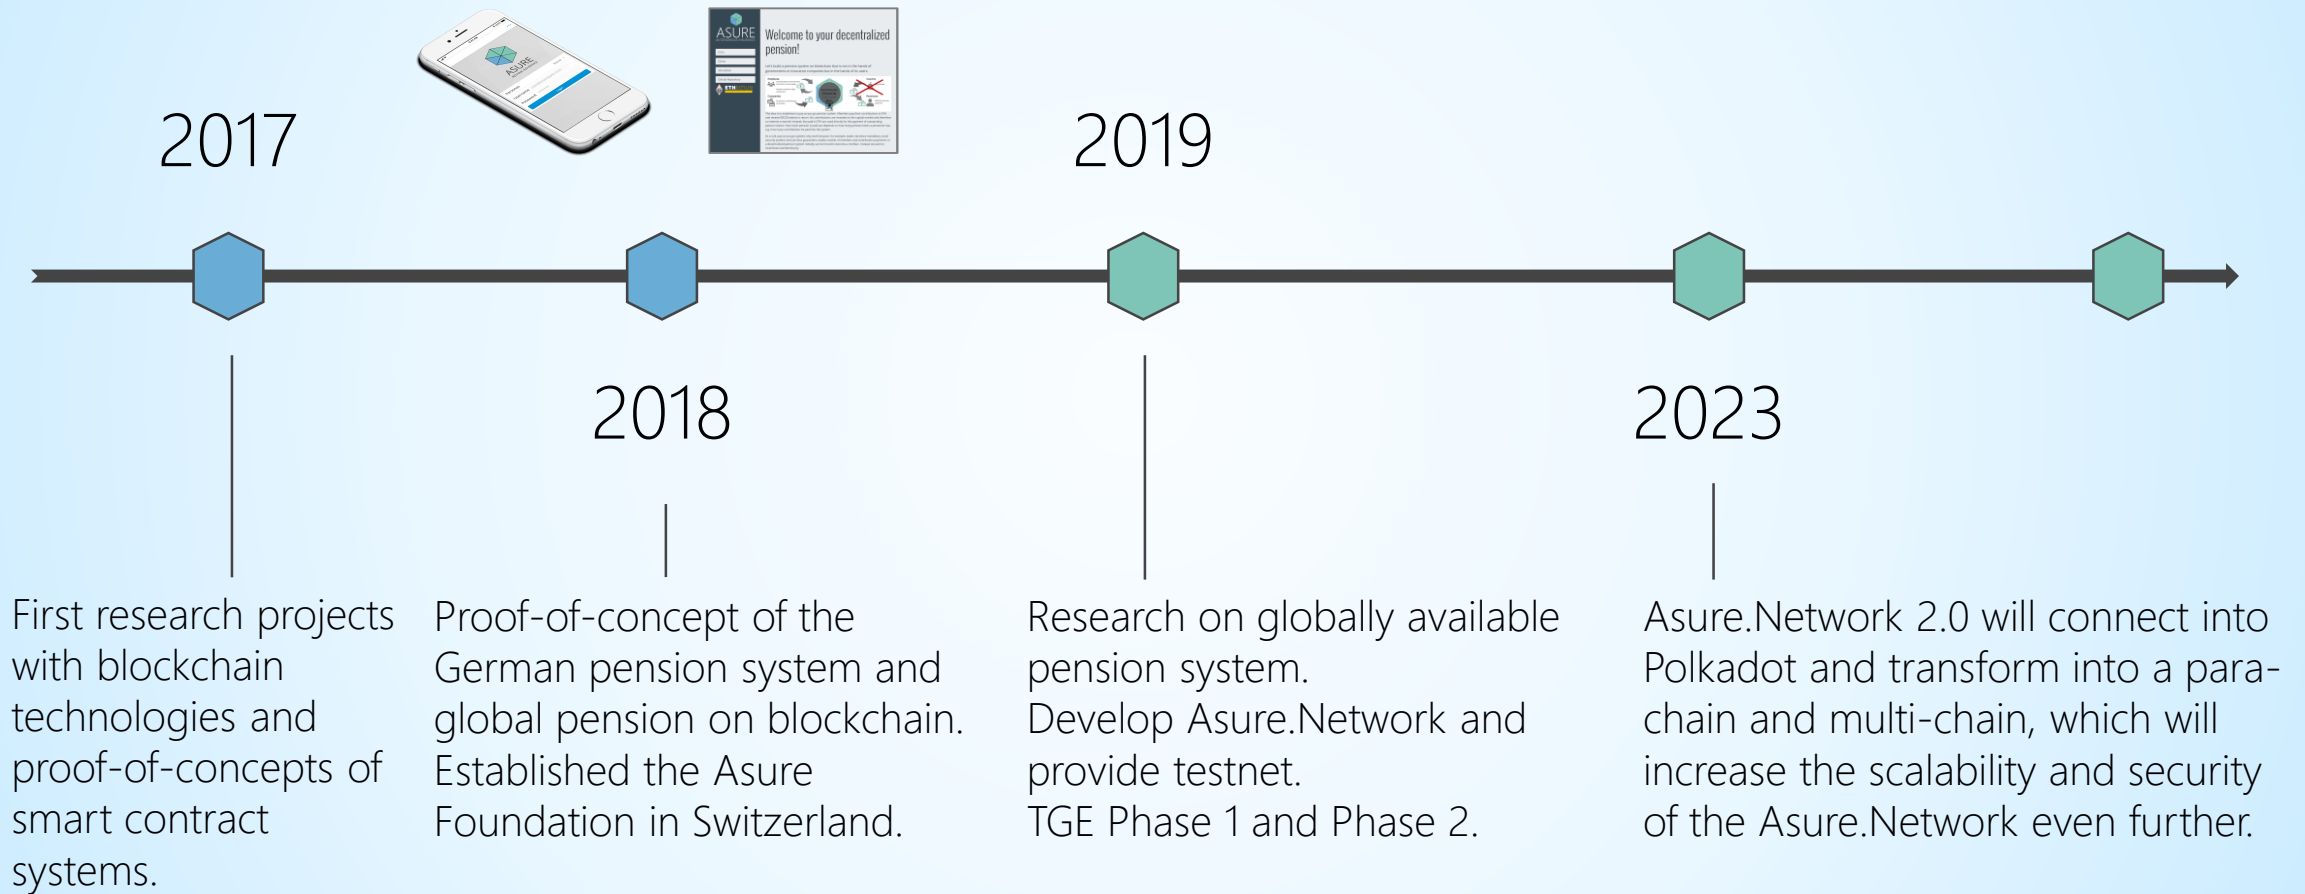 ASURE
ASURE
Welcome to your decentralized
pension!
2017
2019
2018
2023
First research projects
with blockchain
technologies and
proof-of-concepts of
smart contract
systems.
Proof-of-concept of the
German pension system and
global pension on blockchain.
Established the Asure
Foundation in Switzerland.
Research on globally available
pension system.
Develop Asure.Network and
provide testnet.
TGE Phase 1 and Phase 2.
Asure.Network 2.0 will connect into
Polkadot and transform into a para-
chain and multi-chain, which will
increase the scalability and security
of the Asure.Network even further.